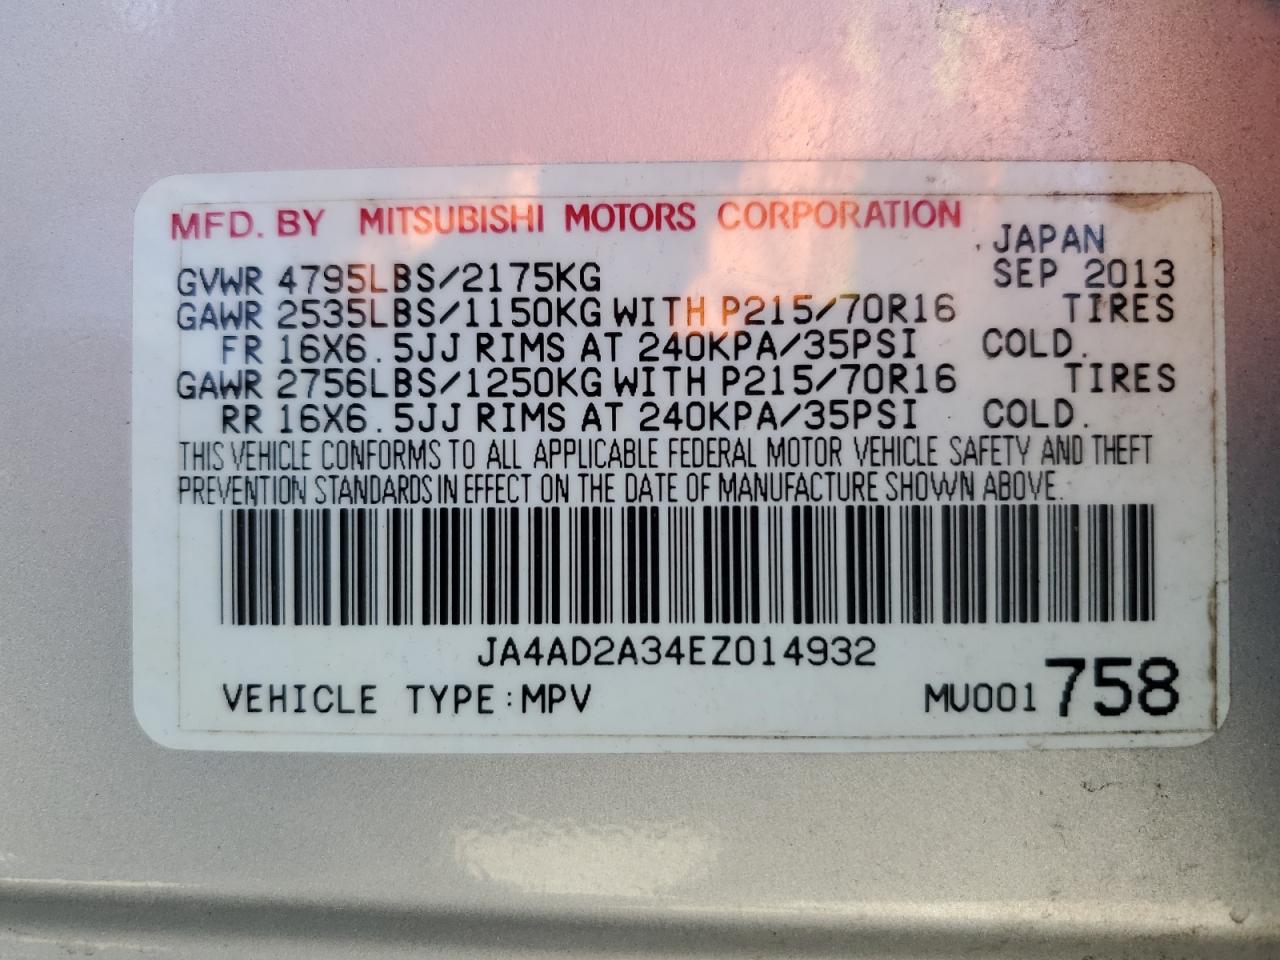 MFD. BY MITSUBISHI MOTORS CORPORATION
JAPAN
GVWR 4795LBS/2175KG SEP 2013
GAWR 2535LBS/1150KG WITH P215/70R16 TIRES
FR 16X6.5JJ RIMS AT 240KPA/35PSI COLD.
GAWR 2756LBS/1250KG WITH P215/70R16 TIRES
RR 16X6.5JJ RIMS AT 240KPA/35PSI COLD.
THIS VEHICLE CONFORMS TO ALL APPLICABLE FEDERAL MOTOR VEHICLE SAFETY AND THEFT
PREVENTION STANDARDS IN EFFECT ON THE DATE OF MANUFACTURE SHOWN ABOVE.
JA4AD2A34EZ014932
VEHICLE TYPE:MPV MU001 758